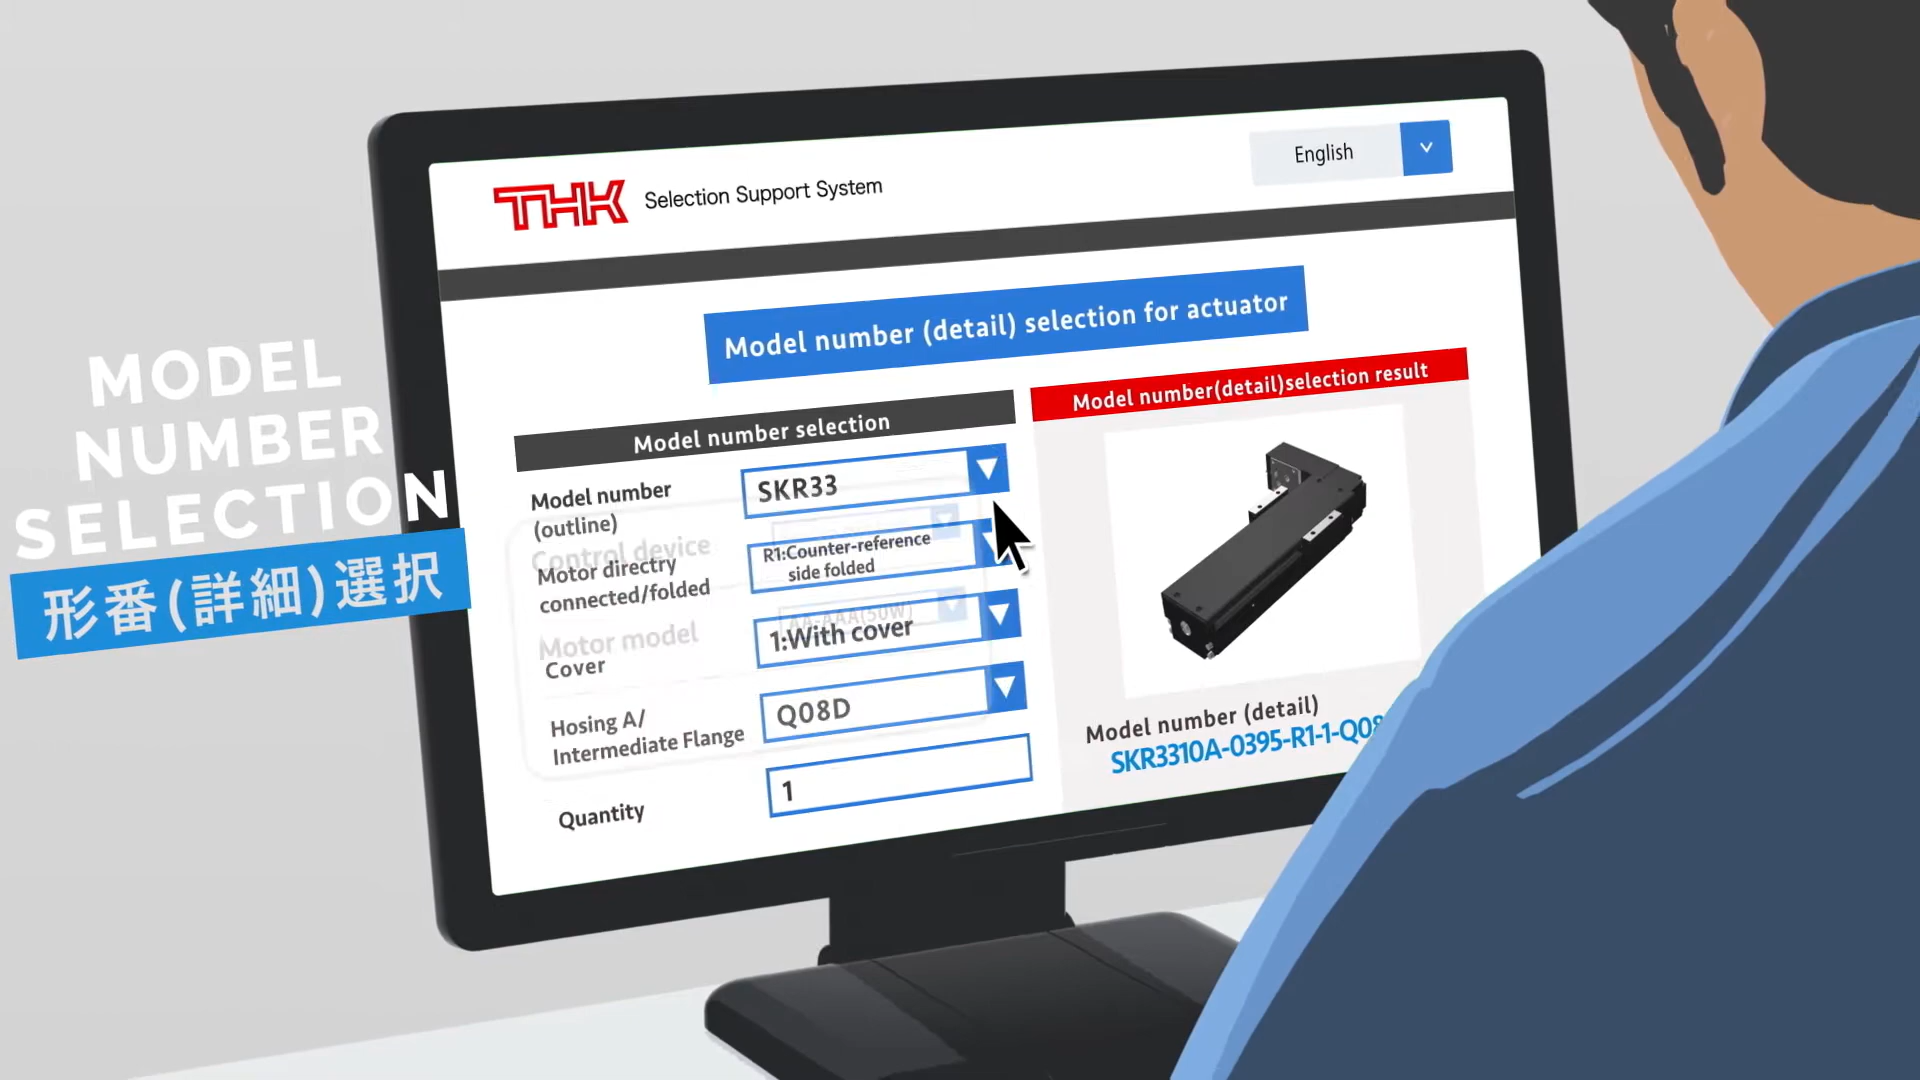 MODEL
NUMBER
SELECTION
形番(詳細)選択
THK Selection Support System
English
Model number (detail) selection for actuator
Model number selection
Model number
(outline)
SKR33
Control device
Motor directry
connected/folded
R1:Counter-reference
side folded
Motor model
AA-AAA(50W)
Cover
1:With cover
Hosing A/
Intermediate Flange
Q08D
Quantity
1
Model number(detail)selection result
Model number (detail)
SKR3310A-0395-R1-1-Q08